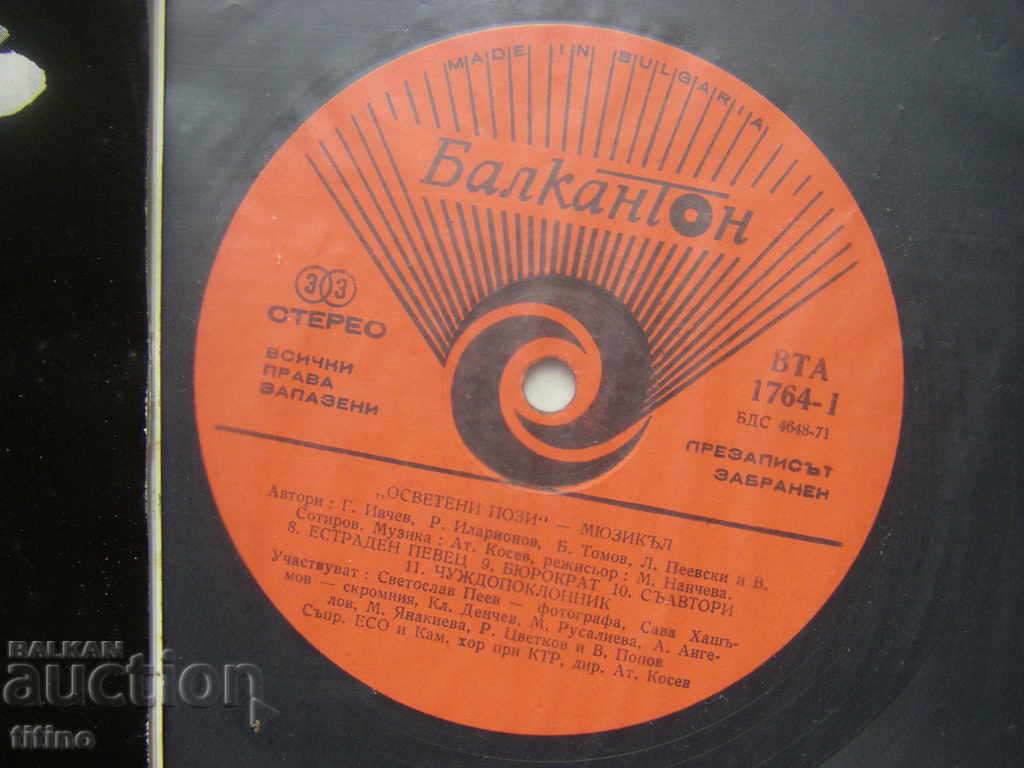 MADE IN BULGARIA
Балкантон
33
СТЕРЕО
ВСИЧКИ
ПРАВА
ЗАПАЗЕНИ
ВТА
1764-I
БДС 4648-71
ПРЕЗАПИСЪТ
ЗАБРАНЕН
„ОСВЕТЕНИ ПОЗИ“ — МЮЗИКЪЛ
Автори : Г. Ивчев, Р. Иларионов, Б. Томов, Л. Пеевски и В.
Сотиров. Музика : Ат. Косев, режисьор : М. Нанчева.
8. ЕСТРАДЕН ПЕВЕЦ 9. БЮРОКРАТ 10. СЪАВТОРИ
11. ЧУЖДОПОКЛОННИК
Участвуват : Светослав Пеев — фотографа, Сава Хашъ-
мов — скромния, Кл. Денчев, М. Русалиева, А. Анге-
лов, М. Янакиева, Р. Цветков и В. Попов
Съпр. ЕСО и Кам. хор при КТР, дир. Ат. Косев
BALKAN
auction
titino